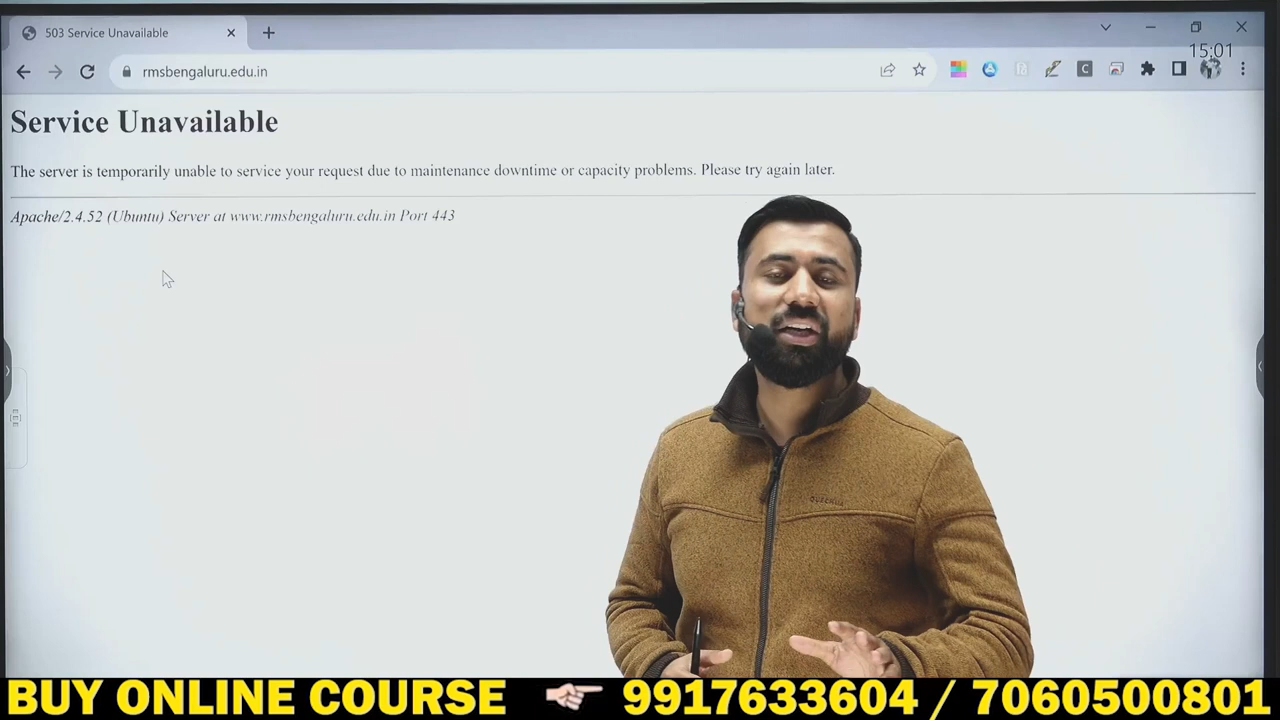 503 Service Unavailable
15:01
rmsbengaluru.edu.in
C
Service Unavailable
The server is temporarily unable to service your request due to maintenance downtime or capacity problems. Please try again later.
Apache/2.4.52 (Ubuntu) Server at www.rmsbengaluru.edu.in Port 443
QUECHUA
BUY ONLINE COURSE 9917633604 / 7060500801